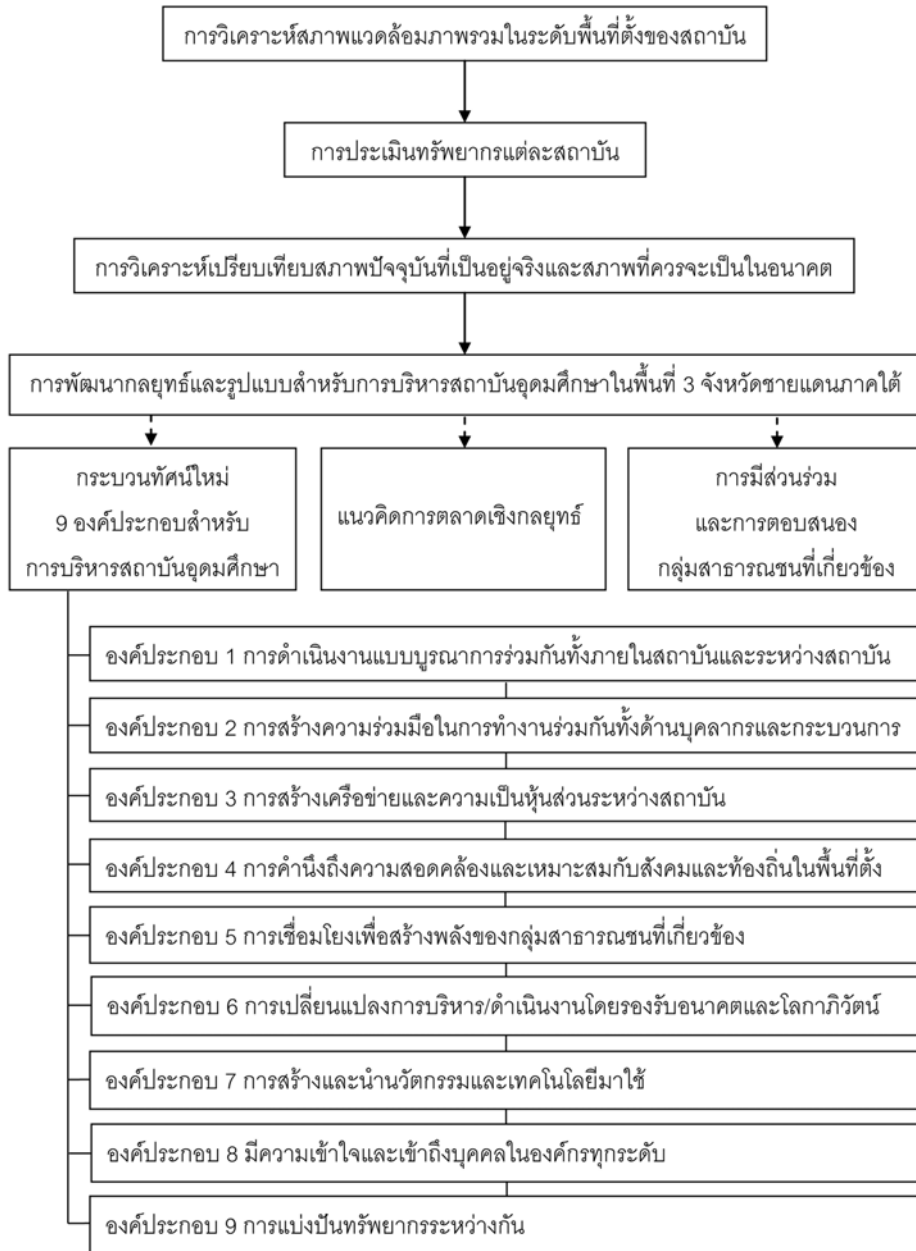 การวิเคราะห์สภาพแวดล้อมภาพรวมในระดับพื้นที่ตั้งของสถาบัน
การประเมินทรัพยากรแต่ละสถาบัน
การวิเคราะห์เปรียบเทียบสภาพปัจจุบันที่เป็นอยู่จริงและสภาพที่ควรจะเป็นในอนาคต
การพัฒนากลยุทธ์และรูปแบบสำหรับการบริหารสถาบันอุดมศึกษาในพื้นที่ 3 จังหวัดชายแดนภาคใต้
กระบวนทัศน์ใหม่
9 องค์ประกอบสำหรับ
การบริหารสถาบันอุดมศึกษา
แนวคิดการตลาดเชิงกลยุทธ์
การมีส่วนร่วม
และการตอบสนอง
กลุ่มสาธารณชนที่เกี่ยวข้อง
องค์ประกอบ 1 การดำเนินงานแบบบูรณาการร่วมกันทั้งภายในสถาบันและระหว่างสถาบัน
องค์ประกอบ 2 การสร้างความร่วมมือในการทำงานร่วมกันทั้งด้านบุคลากรและกระบวนการ
องค์ประกอบ 3 การสร้างเครือข่ายและความเป็นหุ้นส่วนระหว่างสถาบัน
องค์ประกอบ 4 การคำนึงถึงความสอดคล้องและเหมาะสมกับสังคมและท้องถิ่นในพื้นที่ตั้ง
องค์ประกอบ 5 การเชื่อมโยงเพื่อสร้างพลังของกลุ่มสาธารณชนที่เกี่ยวข้อง
องค์ประกอบ 6 การเปลี่ยนแปลงการบริหาร/ดำเนินงานโดยรองรับอนาคตและโลกาภิวัตน์
องค์ประกอบ 7 การสร้างและนำนวัตกรรมและเทคโนโลยีมาใช้
องค์ประกอบ 8 มีความเข้าใจและเข้าถึงบุคคลในองค์กรทุกระดับ
องค์ประกอบ 9 การแบ่งปันทรัพยากรระหว่างกัน